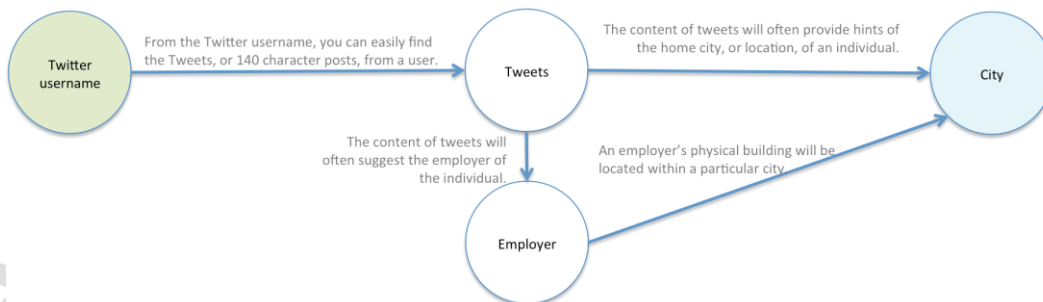 Twitter
username
From the Twitter username, you can easily find
the Tweets, or 140 character posts, from a user.
Tweets
The content of tweets will often provide hints of
the home city, or location, of an individual.
City
The content of tweets will
often suggest the employer of
the individual.
An employer's physical building will be
located within a particular city
Employer